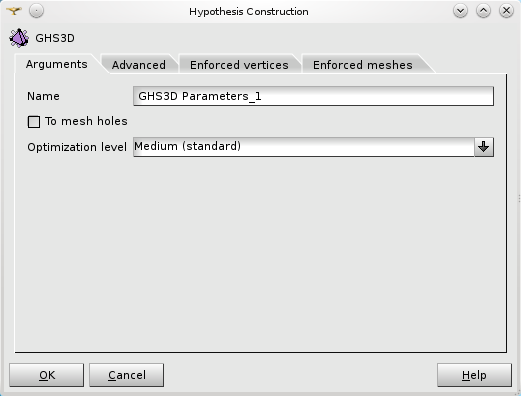 Hypothesis Construction
GHS3D
Arguments Advanced Enforced vertices Enforced meshes
Name GHS3D Parameters_1
To mesh holes
Optimization level Medium (standard)
OK Cancel Help